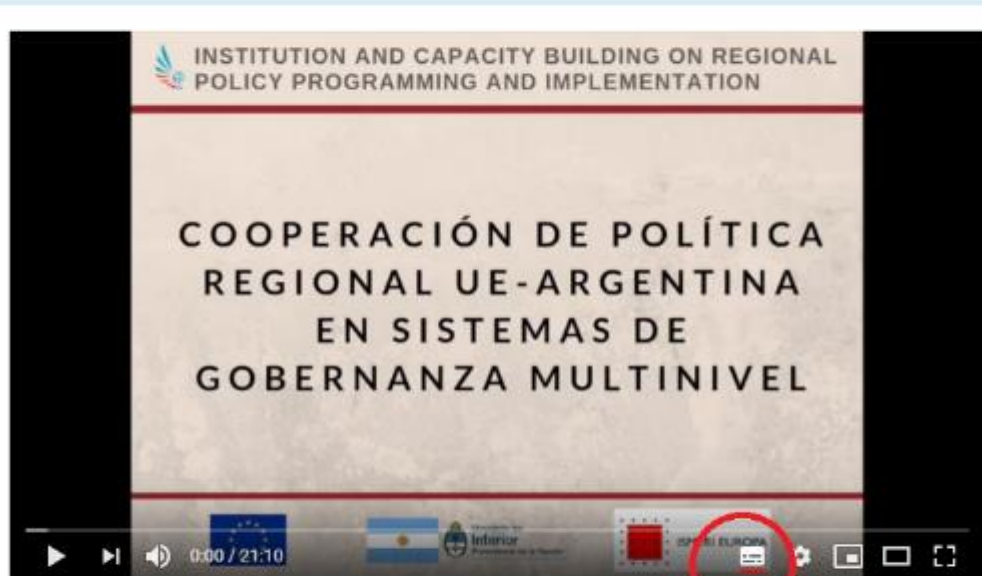 INSTITUTION AND CAPACITY BUILDING ON REGIONAL
POLICY PROGRAMMING AND IMPLEMENTATION
COOPERACIÓN DE POLÍTICA
REGIONAL UE-ARGENTINA
EN SISTEMAS DE
GOBERNANZA MULTINIVEL
Interior
EUROPA
0:00 / 21:10